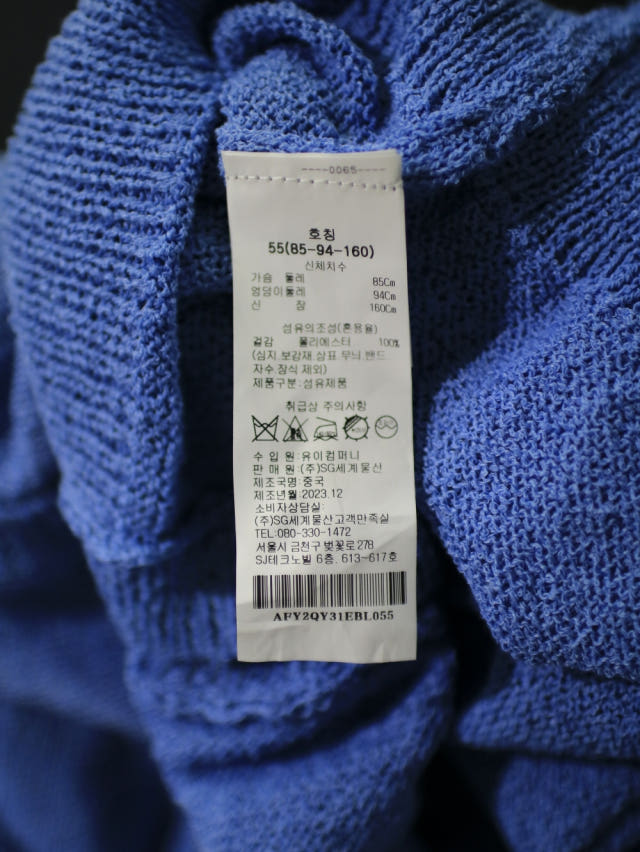 ----0065----
호칭
55(85-94-160)
신체치수
가슴 둘레 85Cm
엉덩이둘레 94Cm
신 장 160Cm
섬유의조성(혼용율)
겉감 폴리에스터 100%
(심지,보강재,상표,무늬,밴드
자수,장식 제외)
제품구분:섬유제품
취급상 주의사항
수 입 원:유이컴퍼니
판 매 원:(주)SG세계물산
제조국명:중국
제조년월:2023.12
소비자상담실:
(주)SG세계물산고객만족실
TEL:080-330-1472
서울시 금천구 벚꽃로278
SJ테크노빌 6층, 613-617호
AFY2QY31EBL055